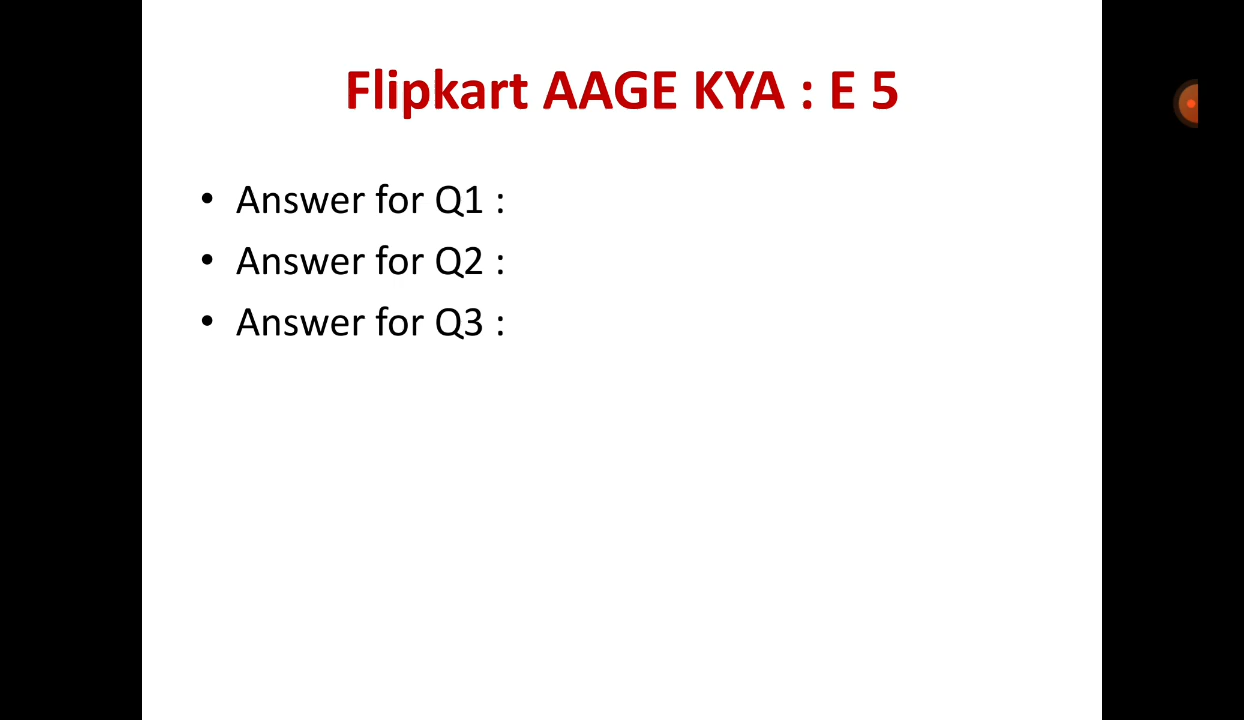 Flipkart AAGE KYA : E 5
• Answer for Q1 :
• Answer for Q2 :
• Answer for Q3 :